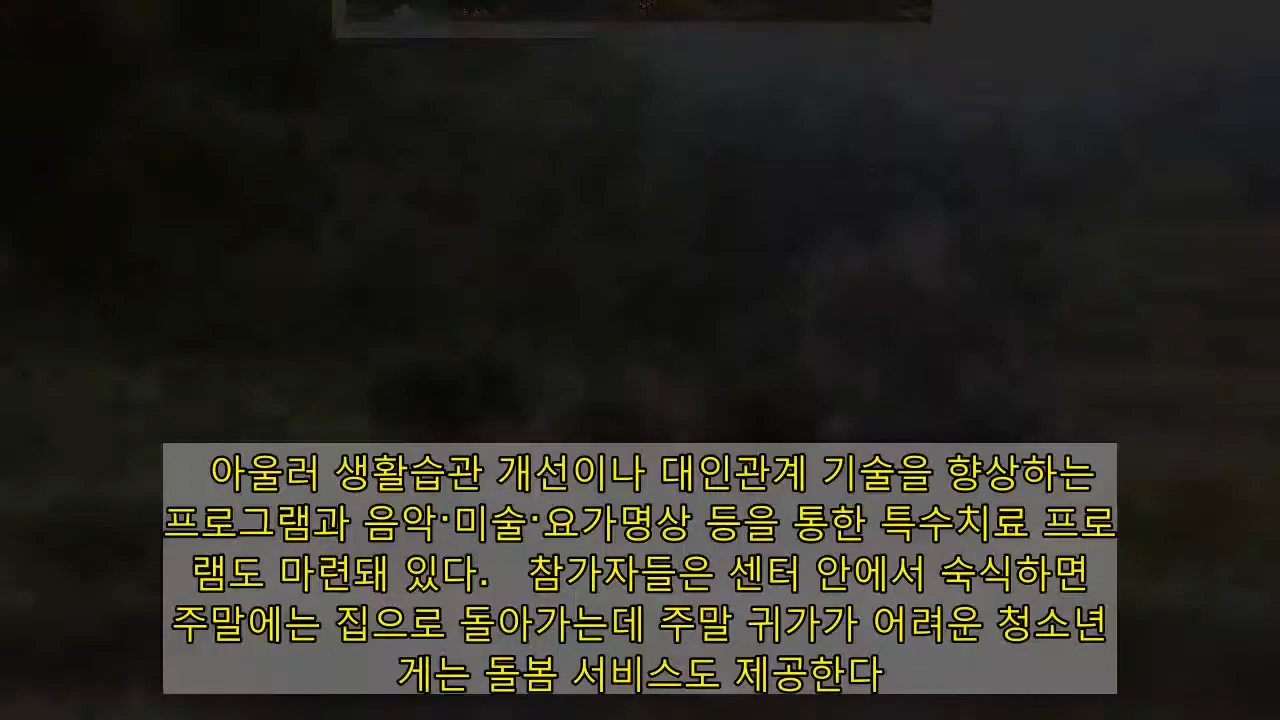 아울러 생활습관 개선이나 대인관계 기술을 향상하는
프로그램과 음악·미술·요가명상 등을 통한 특수치료 프로
램도 마련돼 있다. 참가자들은 센터 안에서 숙식하면
주말에는 집으로 돌아가는데 주말 귀가가 어려운 청소년
게는 돌봄 서비스도 제공한다